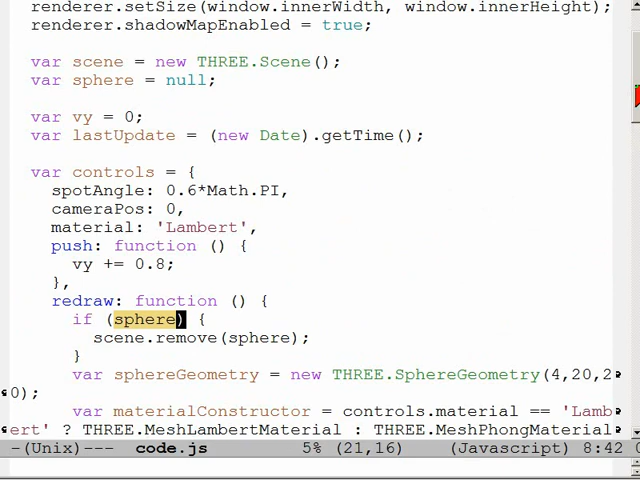 renderer.setSize(window.innerWidth, window.innerHeight);
renderer.shadowMapEnabled = true;
var scene = new THREE.Scene();
var sphere = null;
var vy = 0;
var lastUpdate = (new Date).getTime();
var controls = {
spotAngle: 0.6*Math.PI,
cameraPos: 0,
material: 'Lambert',
push: function () {
vy += 0.8;
},
redraw: function () {
if (sphere) {
scene.remove(sphere);
}
var sphereGeometry = new THREE.SphereGeometry(4,20,2
0);
var materialConstructor = controls.material == 'Lamb
ert' ? THREE.MeshLambertMaterial : THREE.MeshPhongMaterial
-(Unix)--- code.js 5% (21,16) (Javascript) 8:42 0